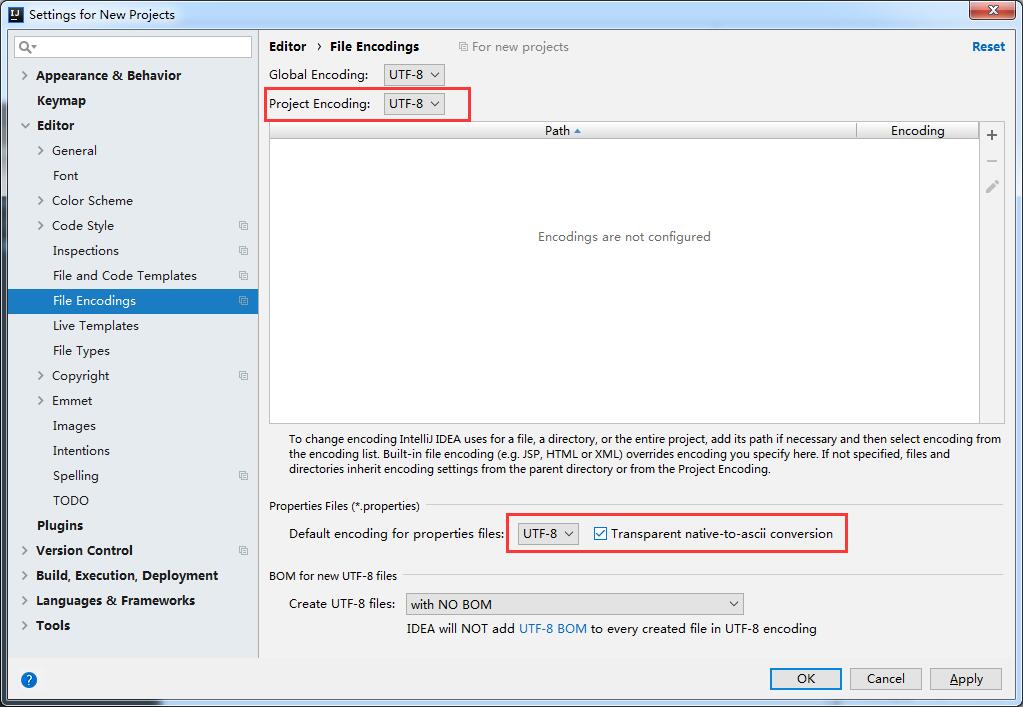 Settings for New Projects
Appearance & Behavior
Keymap
Editor
General
Font
Color Scheme
Code Style
Inspections
File and Code Templates
File Encodings
Live Templates
File Types
Copyright
Emmet
Images
Intentions
Spelling
TODO
Plugins
Version Control
Build, Execution, Deployment
Languages & Frameworks
Tools
Editor › File Encodings For new projects Reset
Global Encoding: UTF-8
Project Encoding: UTF-8
Path Encoding
Encodings are not configured
To change encoding IntelliJ IDEA uses for a file, a directory, or the entire project, add its path if necessary and then select encoding from
the encoding list. Built-in file encoding (e.g. JSP, HTML or XML) overrides encoding you specify here. If not specified, files and
directories inherit encoding settings from the parent directory or from the Project Encoding.
Properties Files (*.properties)
Default encoding for properties files: UTF-8 Transparent native-to-ascii conversion
BOM for new UTF-8 files
Create UTF-8 files: with NO BOM
IDEA will NOT add UTF-8 BOM to every created file in UTF-8 encoding
? OK Cancel Apply